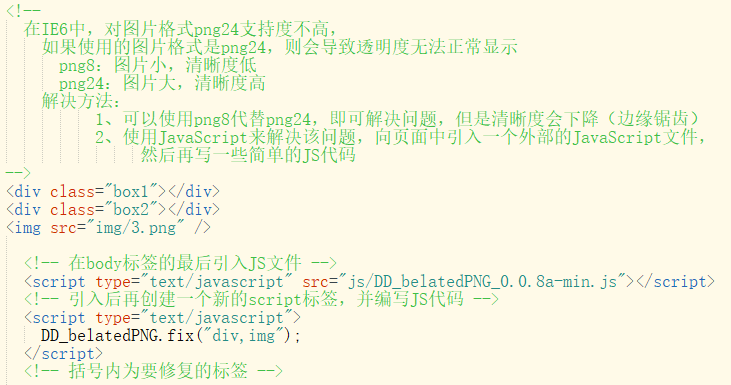 <!--
在IE6中，对图片格式png24支持度不高，
如果使用的图片格式是png24，则会导致透明度无法正常显示
png8：图片小，清晰度低
png24：图片大，清晰度高
解决方法：
1、可以使用png8代替png24，即可解决问题，但是清晰度会下降（边缘锯齿）
2、使用JavaScript来解决该问题，向页面中引入一个外部的JavaScript文件，
然后再写一些简单的JS代码
-->
<div class="box1"></div>
<div class="box2"></div>
<img src="img/3.png" />
<!-- 在body标签的最后引入JS文件 -->
<script type="text/javascript" src="js/DD_belatedPNG_0.0.8a-min.js"></script>
<!-- 引入后再创建一个新的script标签，并编写JS代码 -->
<script type="text/javascript">
DD_belatedPNG.fix("div,img");
</script>
<!-- 括号内为要修复的标签 -->